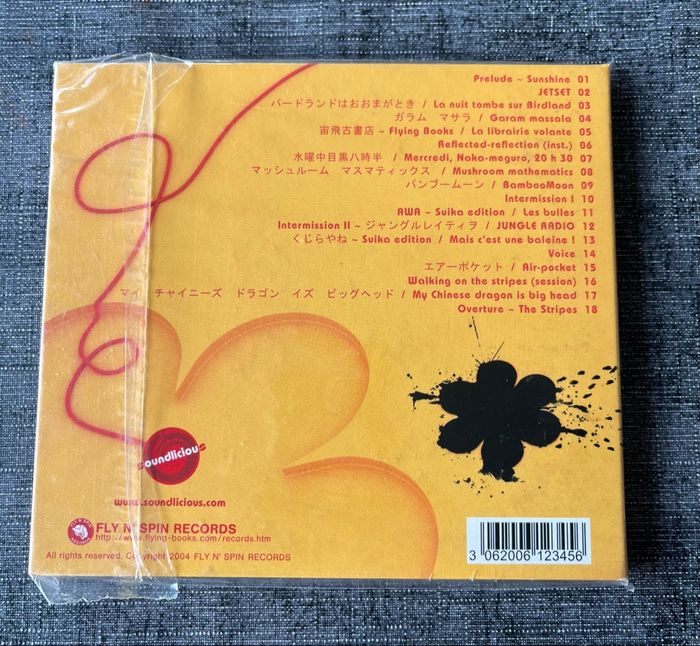 Prelude ~ Sunshine 01
JETSET 02
バードランドはおおまがとき / La nuit tombe sur Birdland 03
ガラム マサラ / Garam massala 04
宙飛古書店 ~ Flying Books / La librairie volante 05
Reflected-reflection (inst.) 06
水曜中目黒八時半 / Mercredi, Naka-meguro, 20 h 30 07
マッシュルーム マスマティックス / Mushroom mathematics 08
バンブームーン / BambooMoon 09
Intermission I 10
AWA ~ Suika edition / Les bulles 11
Intermission II ~ ジャングルレイティヲ / JUNGLE RADIO 12
くじらやね ~ Suika edition / Mais c'est une baleine ! 13
Voice 14
エアーポケット / Air-pocket 15
Walking on the stripes (session) 16
マイ チャイニーズ ドラゴン イズ ビッグヘッド / My Chinese dragon is big head 17
Overture ~ The Stripes 18
soundlicious
www.soundlicious.com
FLY N' SPIN RECORDS
http://www.flying-books.com/records.htm
All rights reserved. Copyright 2004 FLY N' SPIN RECORDS
3 062006 123456